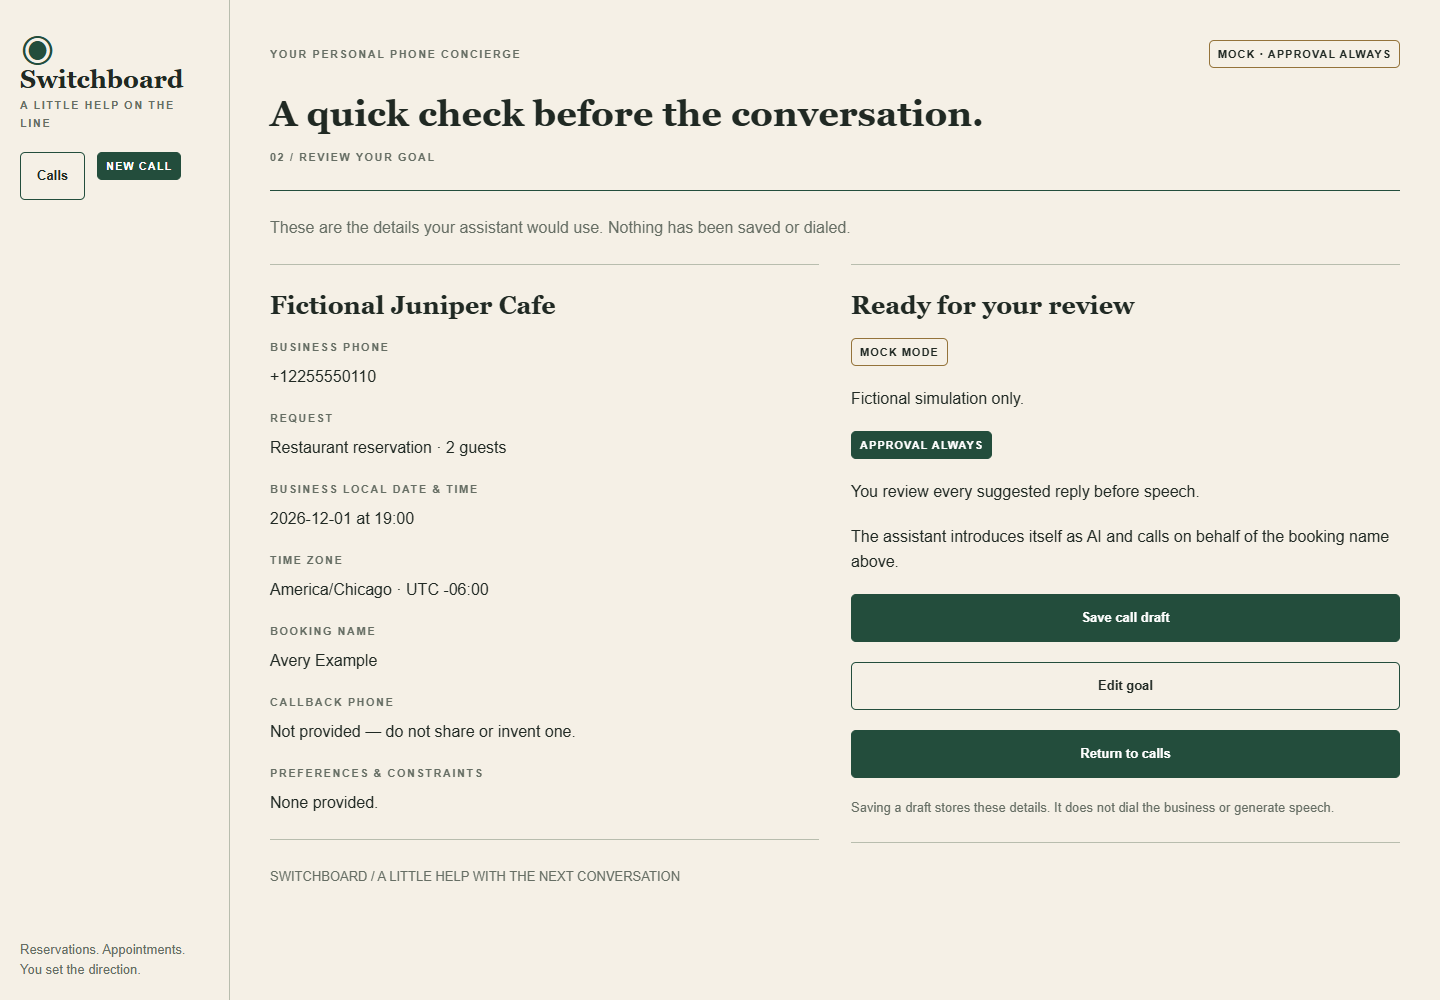 Switchboard
A LITTLE HELP ON THE
LINE
Calls
NEW CALL
Reservations. Appointments.
You set the direction.
YOUR PERSONAL PHONE CONCIERGE
MOCK · APPROVAL ALWAYS
A quick check before the conversation.
02 / REVIEW YOUR GOAL
These are the details your assistant would use. Nothing has been saved or dialed.
Fictional Juniper Cafe
BUSINESS PHONE
+12255550110
REQUEST
Restaurant reservation · 2 guests
BUSINESS LOCAL DATE & TIME
2026-12-01 at 19:00
TIME ZONE
America/Chicago · UTC -06:00
BOOKING NAME
Avery Example
CALLBACK PHONE
Not provided — do not share or invent one.
PREFERENCES & CONSTRAINTS
None provided.
Ready for your review
MOCK MODE
Fictional simulation only.
APPROVAL ALWAYS
You review every suggested reply before speech.
The assistant introduces itself as AI and calls on behalf of the booking name
above.
Save call draft
Edit goal
Return to calls
Saving a draft stores these details. It does not dial the business or generate speech.
SWITCHBOARD / A LITTLE HELP WITH THE NEXT CONVERSATION